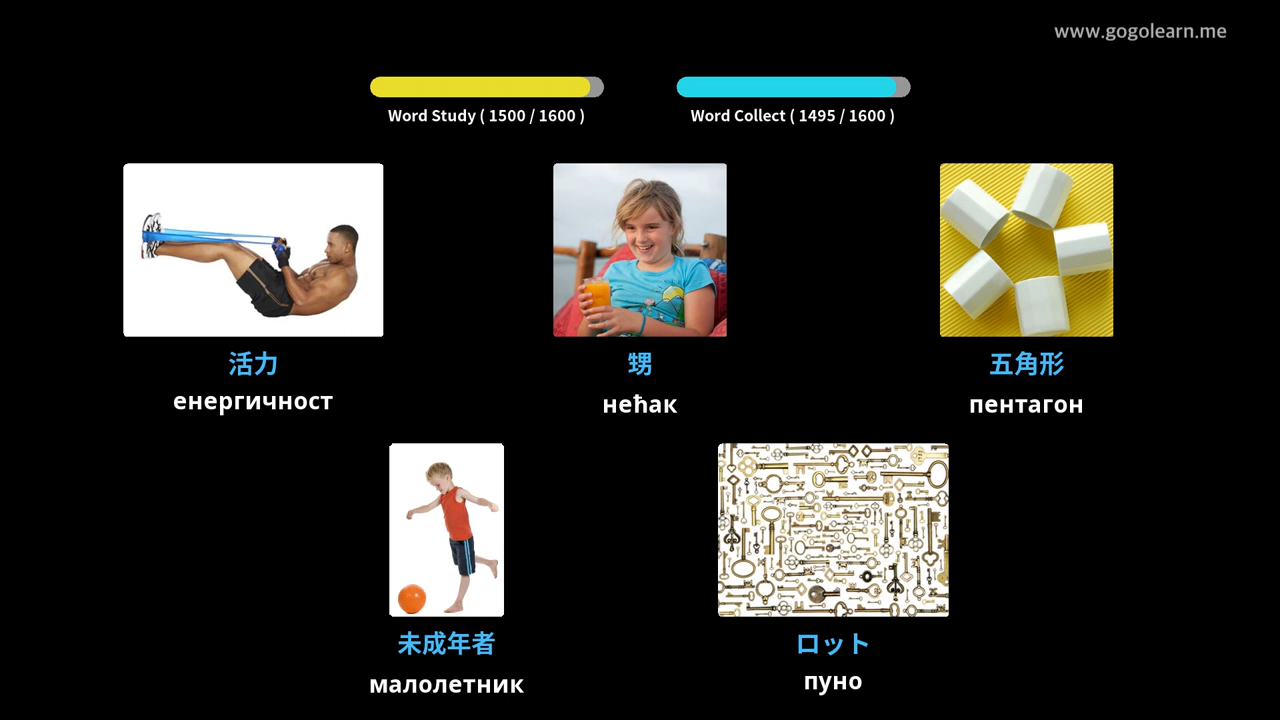 www.gogolearn.me
Word Study ( 1500 / 1600 )
Word Collect ( 1495 / 1600 )
活力
甥
五角形
енергичност
нећак
пентагон
未成年者
ロット
малолетник
пуно